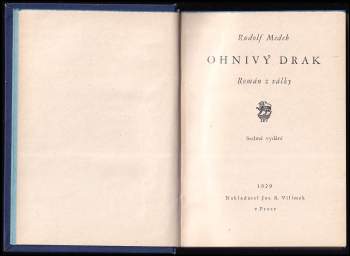 Rudolf Medek
OHNIVÝ DRAK
Román z války
Sedmé vydání
1929
Nakladatel Jos. R. Vilímek
v Praze